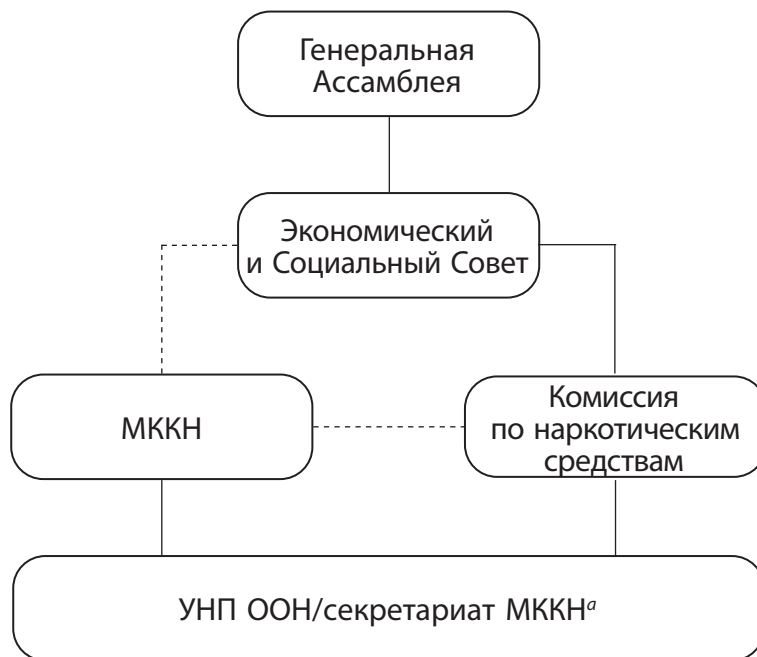 Генеральная
Ассамблея
Экономический
и Социальный Совет
МККН
Комиссия
по наркотическим
средствам
УНП ООН/секретариат МККНª